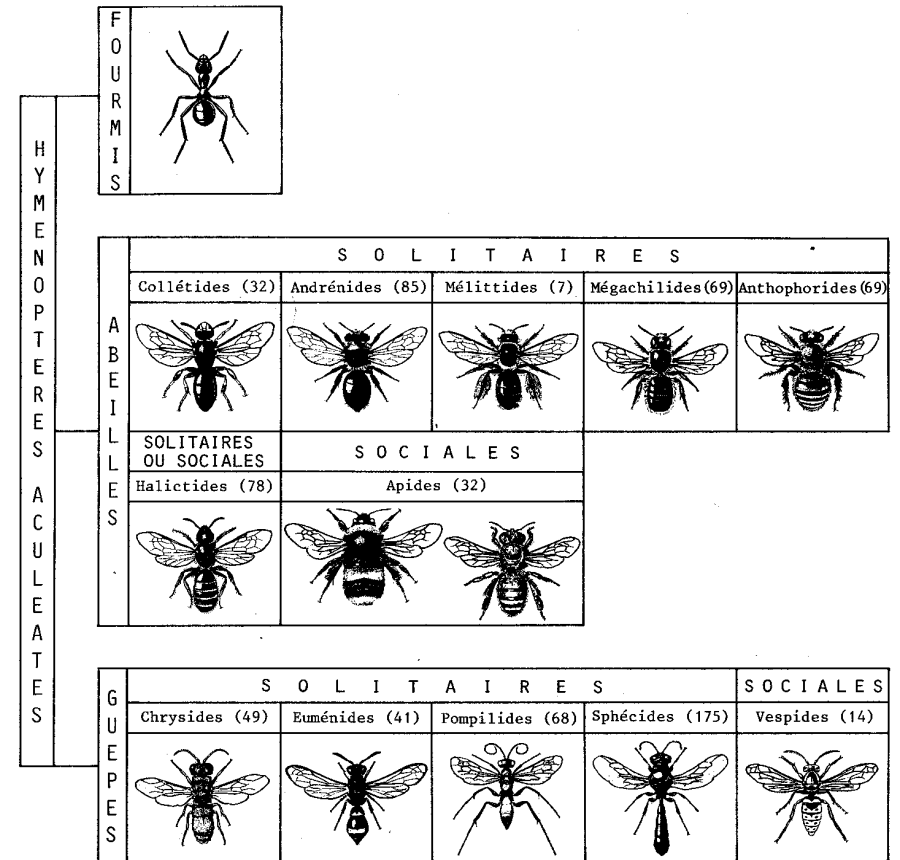 FOURMIS
HYMENOPTERES ACULEATES
ABEILLES
SOLITAIRES
Collétides (32)
Andrénides (85)
Mélittides (7)
Mégachilides (69)
Anthophorides (69)
SOLITAIRES
OU SOCIALES
SOCIALES
Halictides (78)
Apides (32)
GUEPES
SOLITAIRES
SOCIALES
Chrysides (49)
Euménides (41)
Pompilides (68)
Sphécides (175)
Vespides (14)